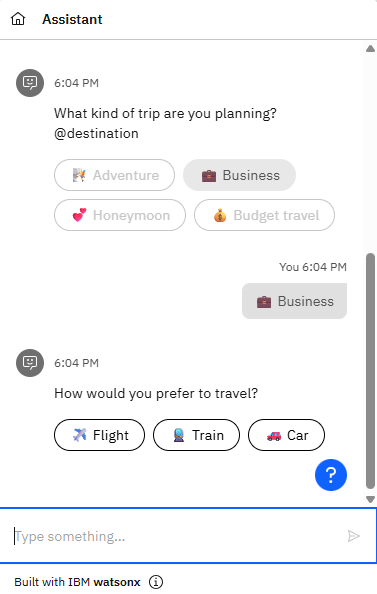 Assistant
6:04 PM
What kind of trip are you planning?
@destination
Adventure
Business
Honeymoon
Budget travel
You 6:04 PM
Business
6:04 PM
How would you prefer to travel?
Flight
Train
Car
?
Type something...
Built with IBM watsonx